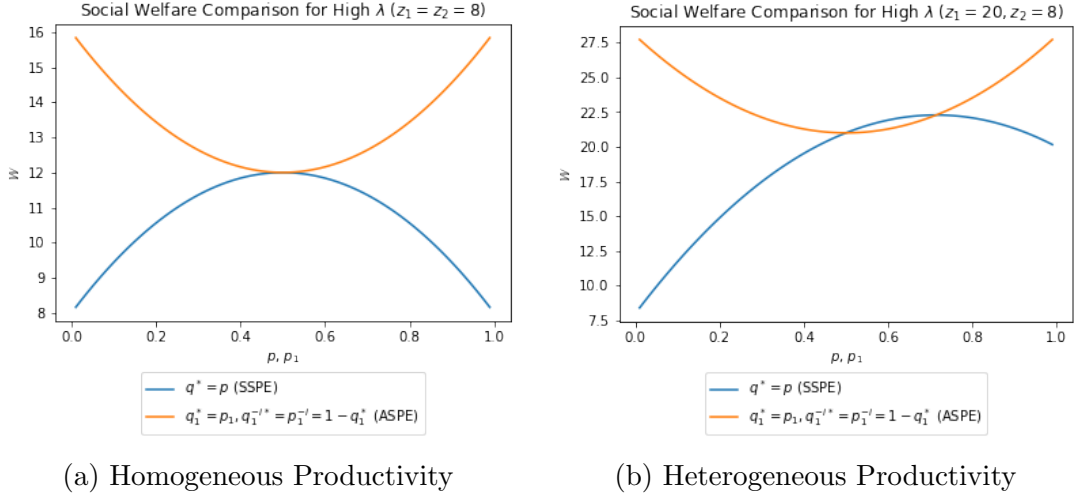 Social Welfare Comparison for High λ (z₁ = z₂ = 8)
16
15
14
13
12
11
10
9
8
W
0.0 0.2 0.4 0.6 0.8 1.0
p, p₁
q* = p (SSPE)
q₁* = p₁, q₁⁻ⁱ* = p₁⁻ⁱ = 1 − q₁* (ASPE)
(a) Homogeneous Productivity
Social Welfare Comparison for High λ (z₁ = 20, z₂ = 8)
27.5
25.0
22.5
20.0
17.5
15.0
12.5
10.0
7.5
W
0.0 0.2 0.4 0.6 0.8 1.0
p, p₁
q* = p (SSPE)
q₁* = p₁, q₁⁻ⁱ* = p₁⁻ⁱ = 1 − q₁* (ASPE)
(b) Heterogeneous Productivity